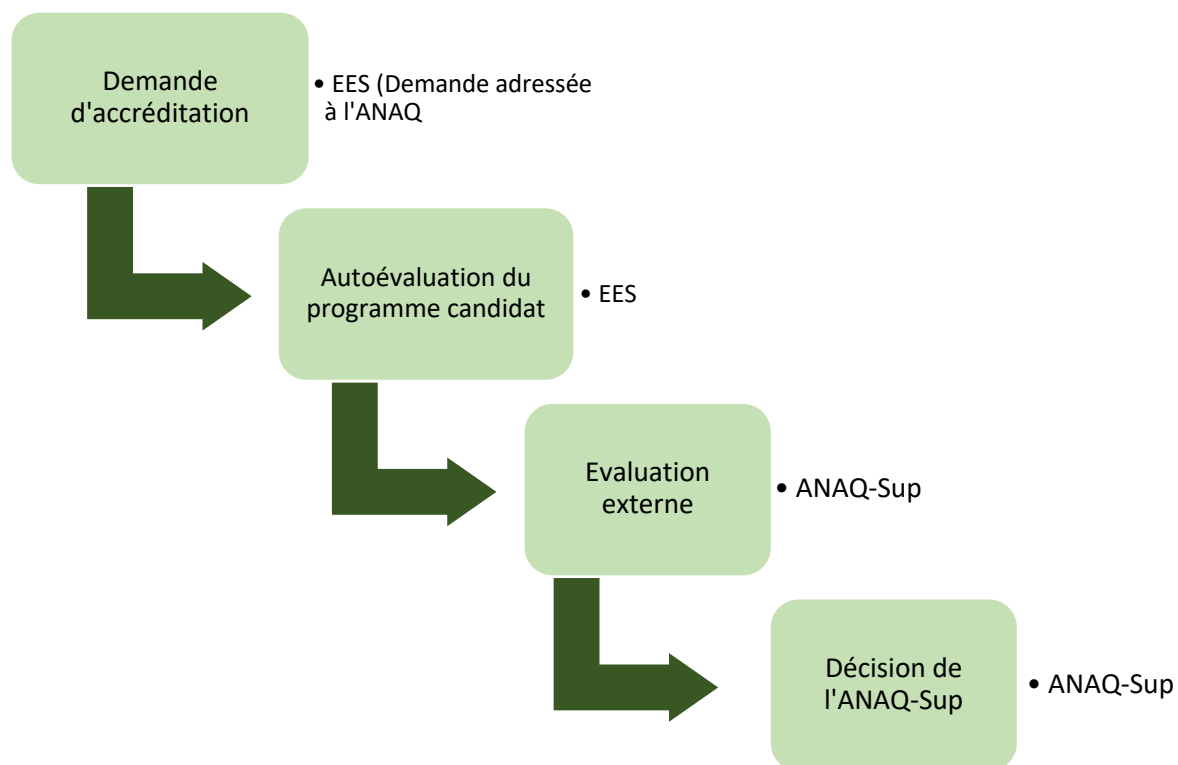 Demande
d'accréditation
• EES (Demande adressée
à l'ANAQ
Autoévaluation du
programme candidat
• EES
Evaluation
externe
• ANAQ-Sup
Décision de
l'ANAQ-Sup
• ANAQ-Sup